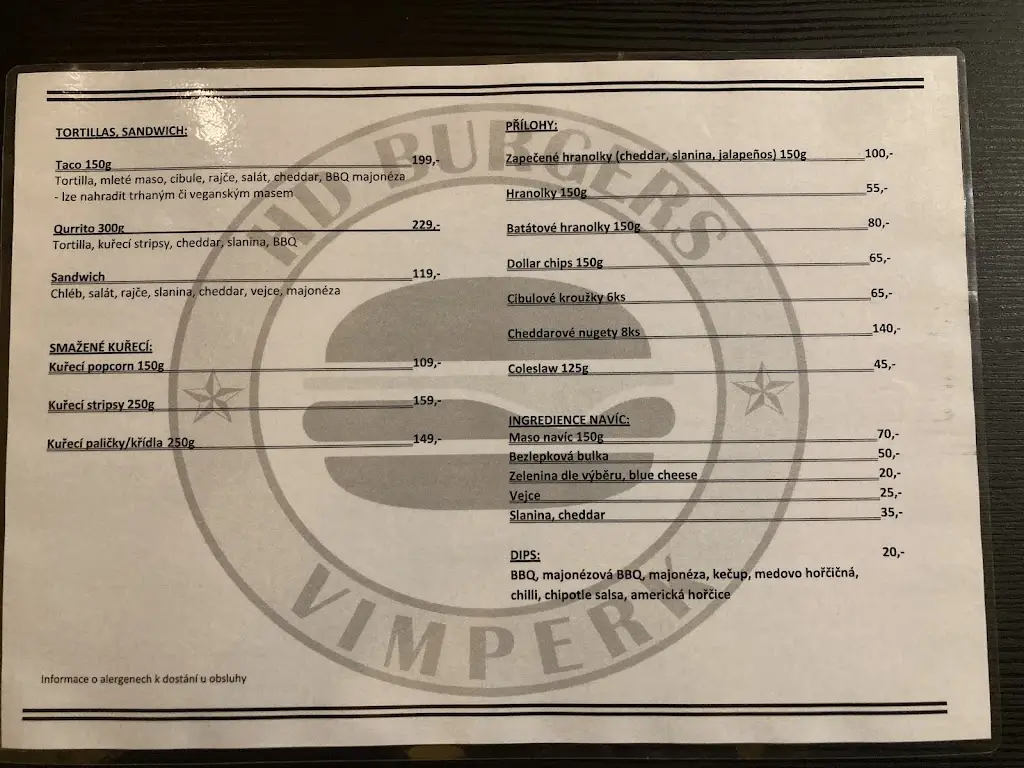 HD BURGERS
VIMPERK
TORTILLAS, SANDWICH:
Taco 150g 199,-
Tortilla, mleté maso, cibule, rajče, salát, cheddar, BBQ majonéza
- lze nahradit trhaným či veganským masem
Qurrito 300g 229,-
Tortilla, kuřecí stripsy, cheddar, slanina, BBQ
Sandwich 119,-
Chléb, salát, rajče, slanina, cheddar, vejce, majonéza
SMAŽENÉ KUŘECÍ:
Kuřecí popcorn 150g 109,-
Kuřecí stripsy 250g 159,-
Kuřecí paličky/křídla 250g 149,-
PŘÍLOHY:
Zapečené hranolky (cheddar, slanina, jalapeños) 150g 100,-
Hranolky 150g 55,-
Batátové hranolky 150g 80,-
Dollar chips 150g 65,-
Cibulové kroužky 6ks 65,-
Cheddarové nugety 8ks 140,-
Coleslaw 125g 45,-
INGREDIENCE NAVÍC:
Maso navíc 150g 70,-
Bezlepková bulka 50,-
Zelenina dle výběru, blue cheese 20,-
Vejce 25,-
Slanina, cheddar 35,-
DIPS: 20,-
BBQ, majonézová BBQ, majonéza, kečup, medovo hořčičná,
chilli, chipotle salsa, americká hořčice
Informace o alergenech k dostání u obsluhy